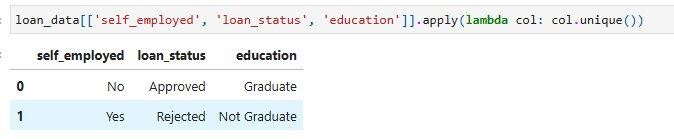 loan_data[['self_employed', 'loan_status', 'education']].apply(lambda col: col.unique())
self_employed loan_status education
0 No Approved Graduate
1 Yes Rejected Not Graduate